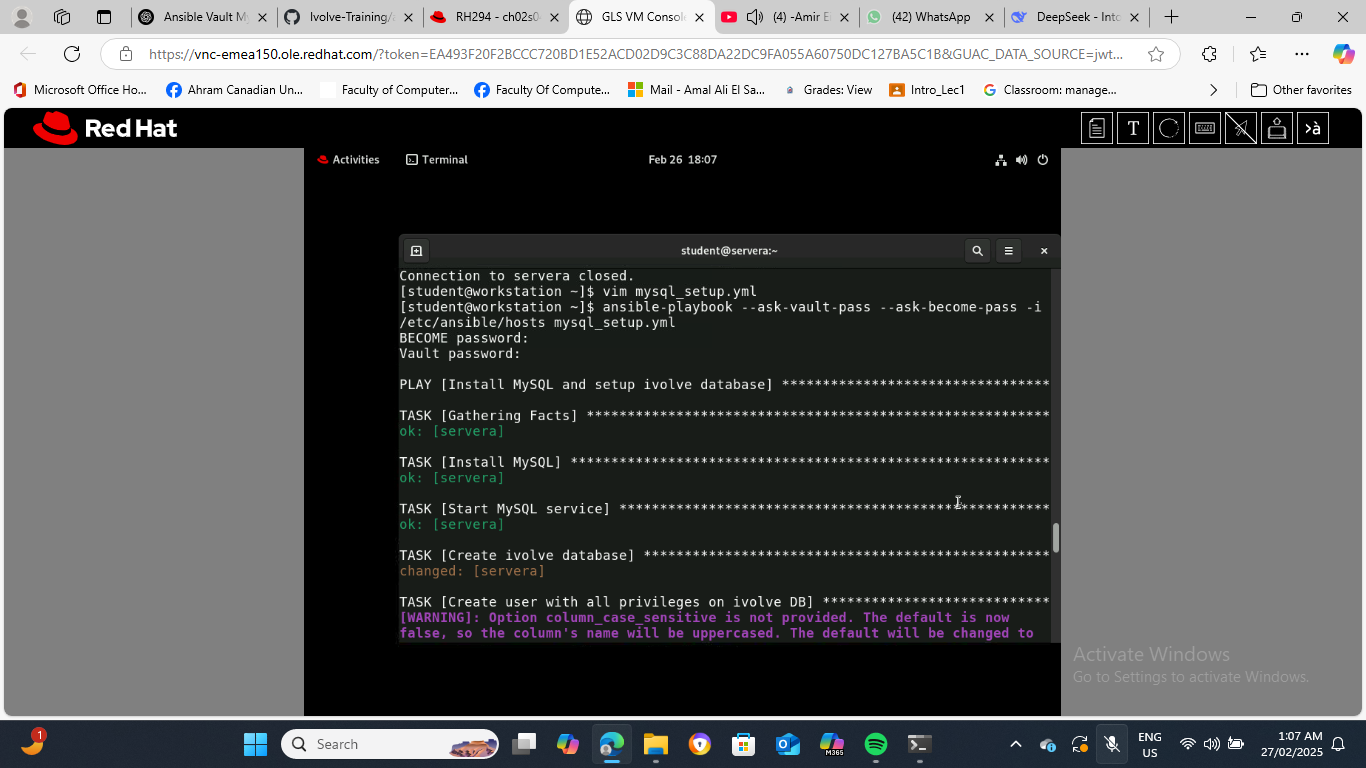 Ansible Vault M
Ivolve-Training/
RH294 - ch02s0
GLS VM Consol
(4) -Amir E
(42) WhatsApp
DeepSeek - Into
https://vnc-emea150.ole.redhat.com/?token=EA493F20F2BCCC720BD1E52ACD02D9C3C88DA22DC9FA055A60750DC127BA5C1B&GUAC_DATA_SOURCE=jwt...
Microsoft Office Ho...
Ahram Canadian Un...
Faculty of Computer...
Faculty Of Compute...
Mail - Amal Ali El Sa...
Grades: View
Intro_Lec1
Classroom: manage...
Other favorites
Red Hat
T
>à
Activities
Terminal
Feb 26 18:07
student@servera:~
Connection to servera closed.
[student@workstation ~]$ vim mysql_setup.yml
[student@workstation ~]$ ansible-playbook --ask-vault-pass --ask-become-pass -i
/etc/ansible/hosts mysql_setup.yml
BECOME password:
Vault password:
PLAY [Install MySQL and setup ivolve database] *********************************
TASK [Gathering Facts] *********************************************************
ok: [servera]
TASK [Install MySQL] ***********************************************************
ok: [servera]
TASK [Start MySQL service] *****************************************************
ok: [servera]
TASK [Create ivolve database] **************************************************
changed: [servera]
TASK [Create user with all privileges on ivolve DB] ****************************
[WARNING]: Option column_case_sensitive is not provided. The default is now
false, so the column's name will be uppercased. The default will be changed to
Activate Windows
Go to Settings to activate Windows.
1
Search
M365
ENG
US
1:07 AM
27/02/2025